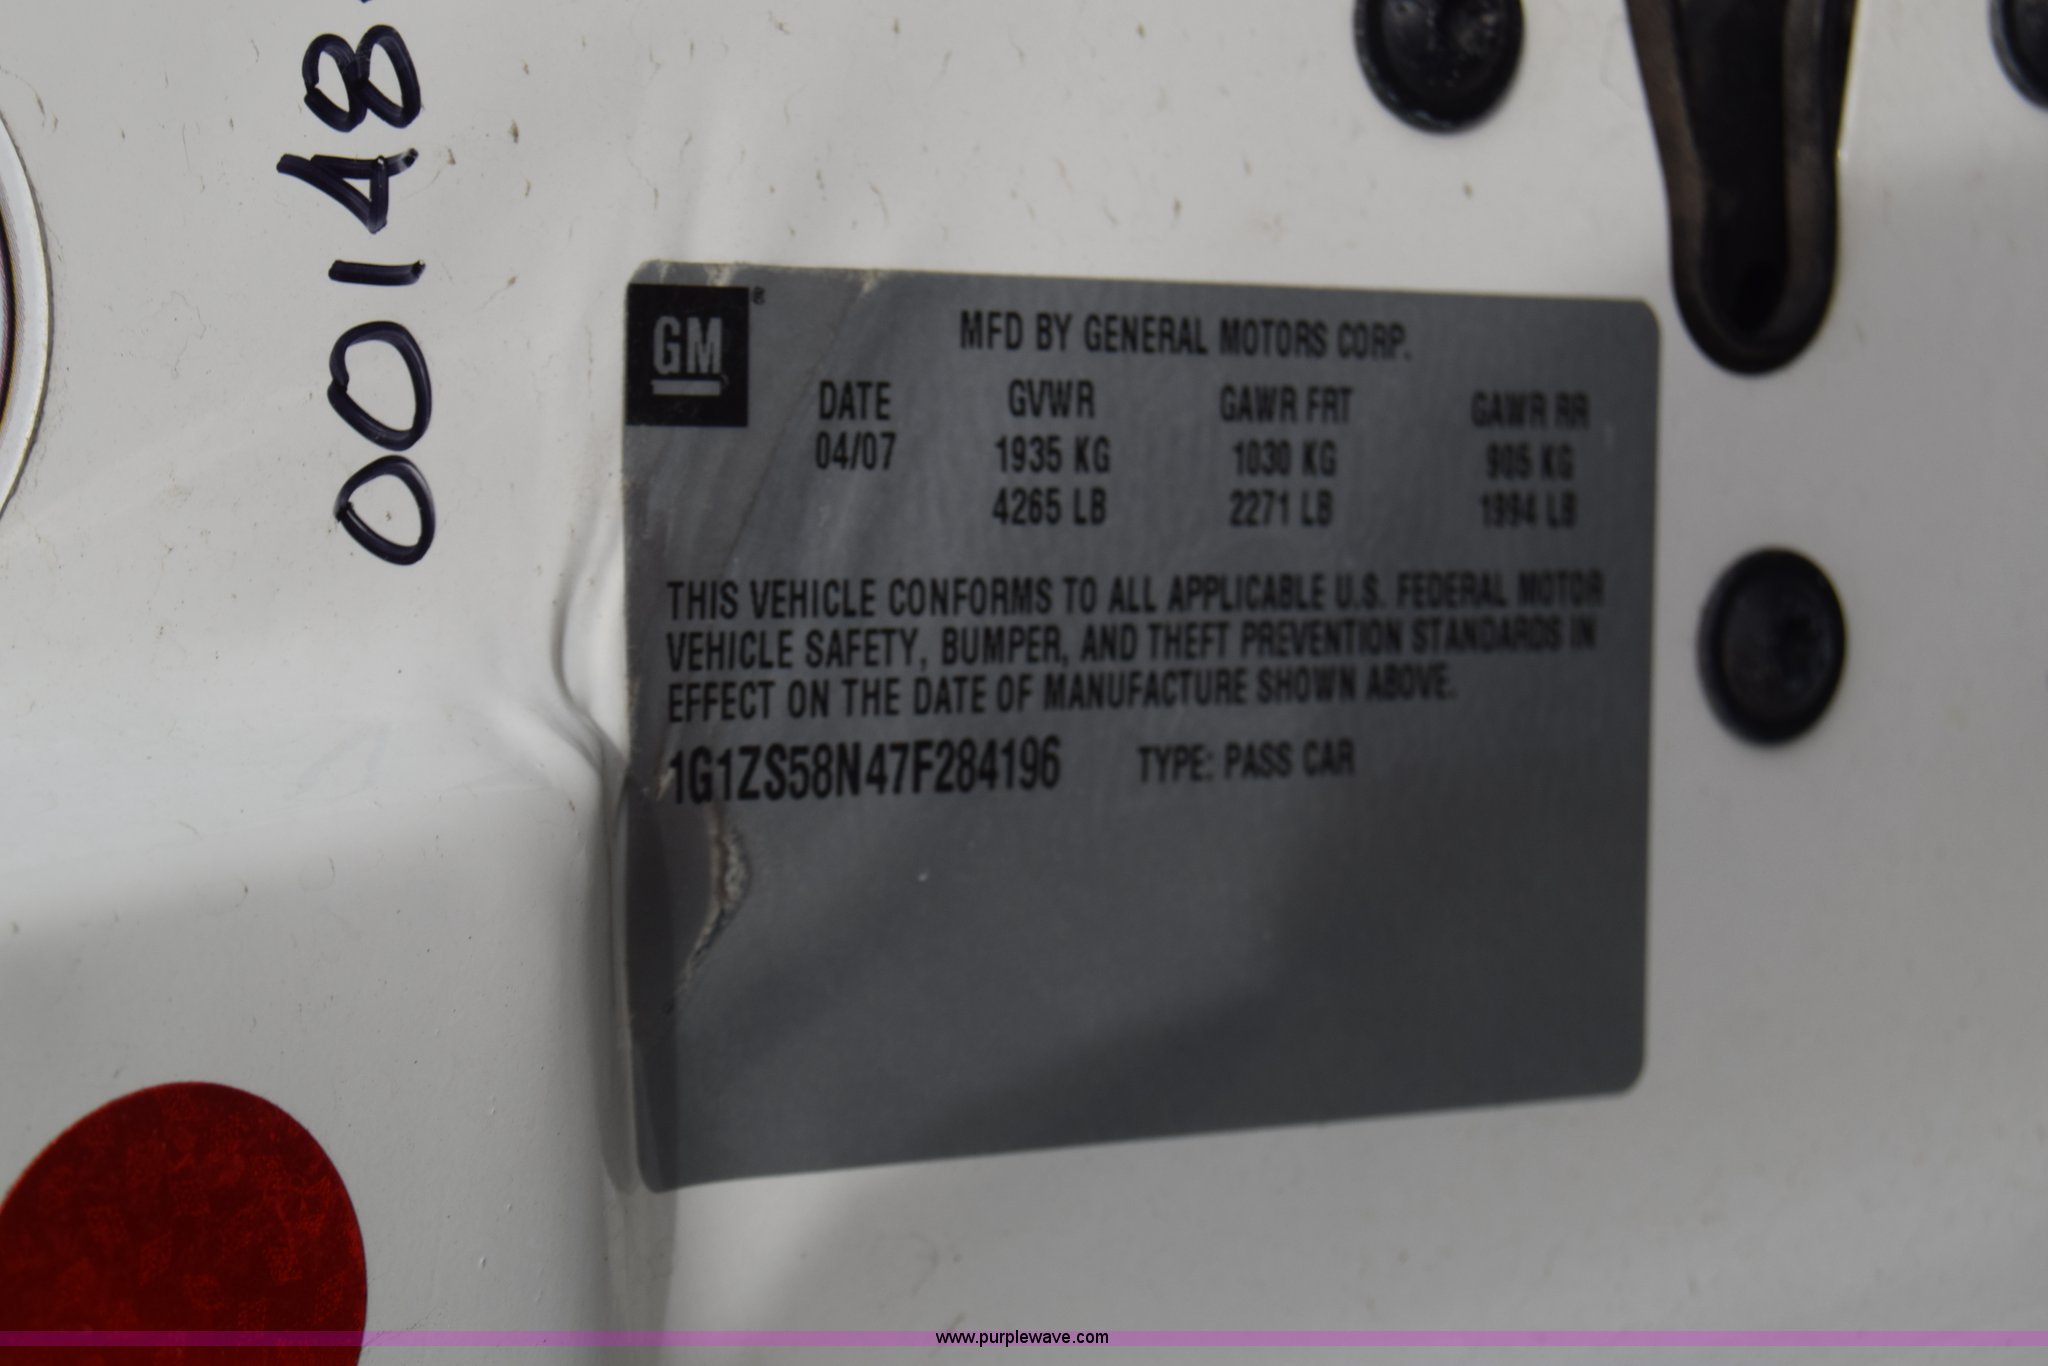 00148
GM®
MFD BY GENERAL MOTORS CORP.
DATE GVWR GAWR FRT GAWR RR
04/07 1935 KG 1030 KG 905 KG
4265 LB 2271 LB 1994 LB
THIS VEHICLE CONFORMS TO ALL APPLICABLE U.S. FEDERAL MOTOR
VEHICLE SAFETY, BUMPER, AND THEFT PREVENTION STANDARDS IN
EFFECT ON THE DATE OF MANUFACTURE SHOWN ABOVE.
1G1ZS58N47F284196 TYPE: PASS CAR
www.purplewave.com